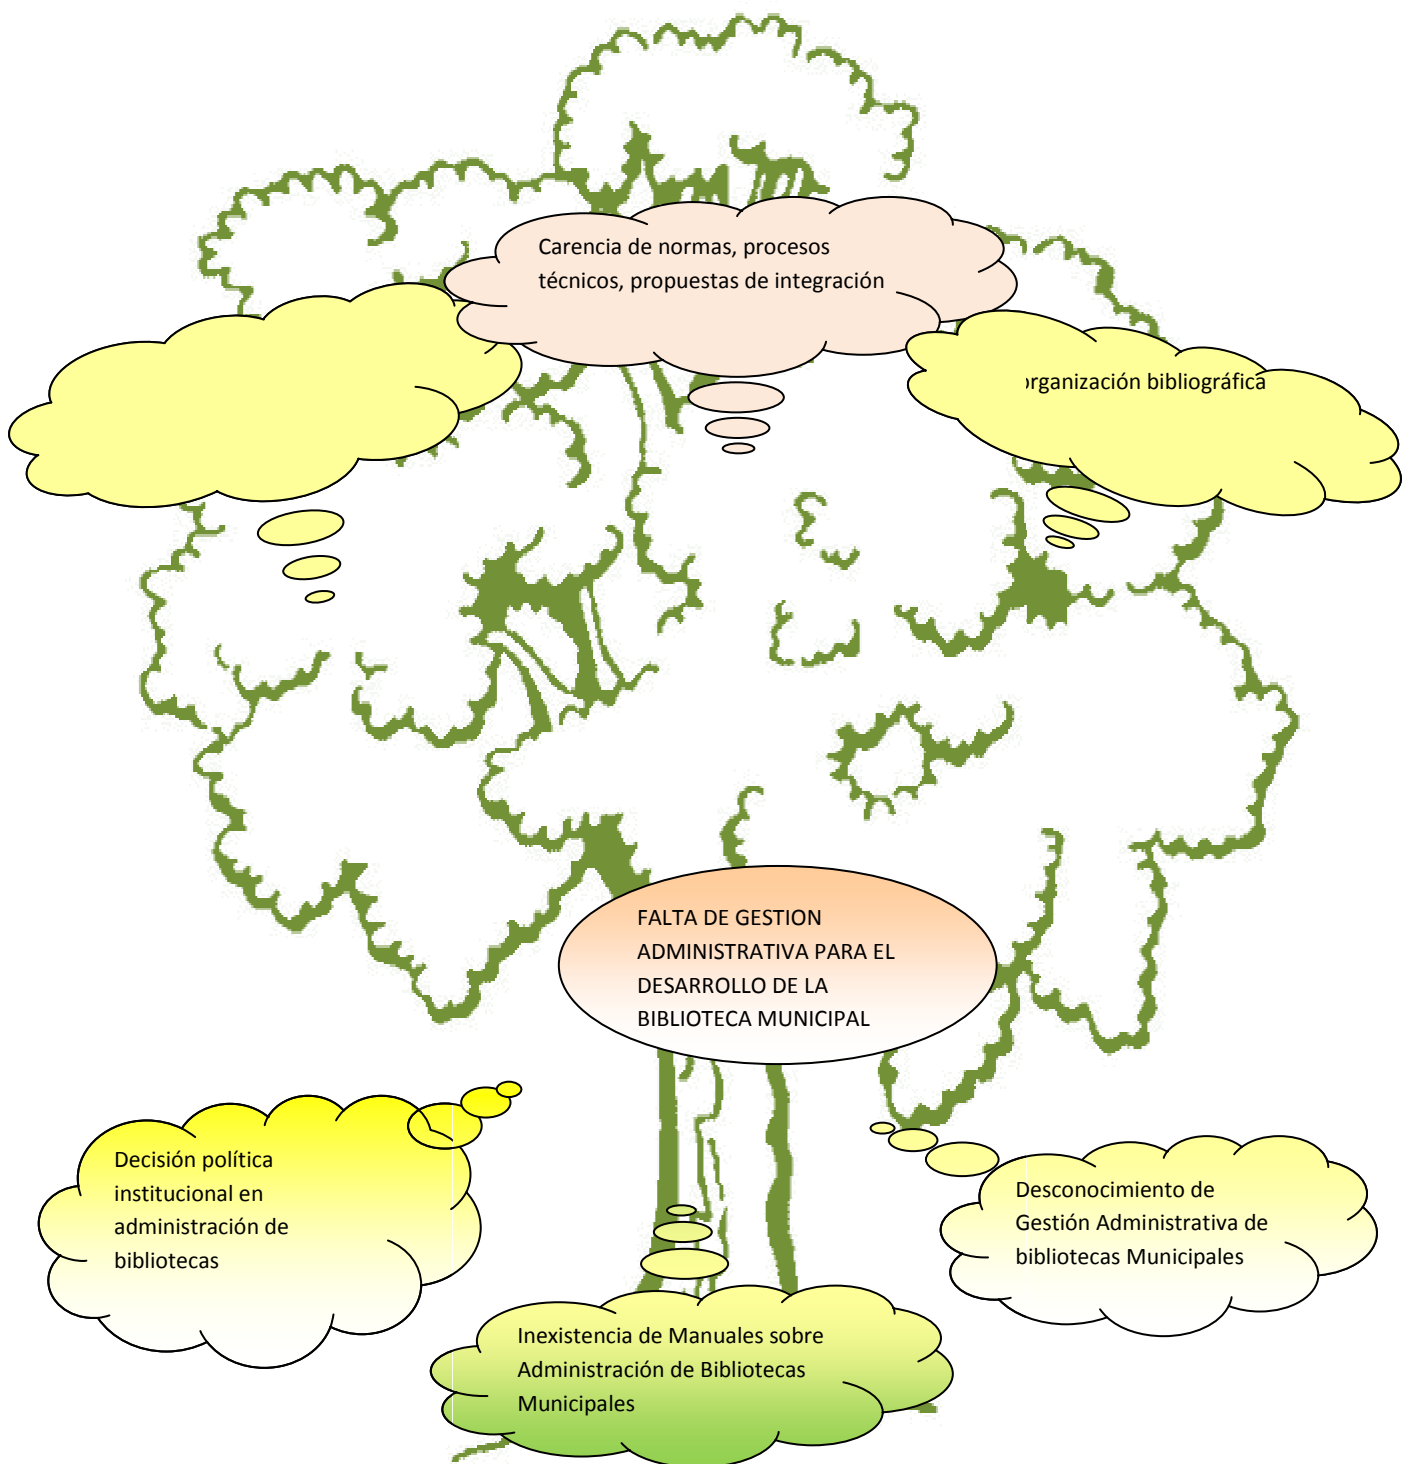 Carencia de normas, procesos
técnicos, propuestas de integración
organización bibliográfica
FALTA DE GESTION
ADMINISTRATIVA PARA EL
DESARROLLO DE LA
BIBLIOTECA MUNICIPAL
Decisión política
institucional en
administración de
bibliotecas
Desconocimiento de
Gestión Administrativa de
bibliotecas Municipales
Inexistencia de Manuales sobre
Administración de Bibliotecas
Municipales